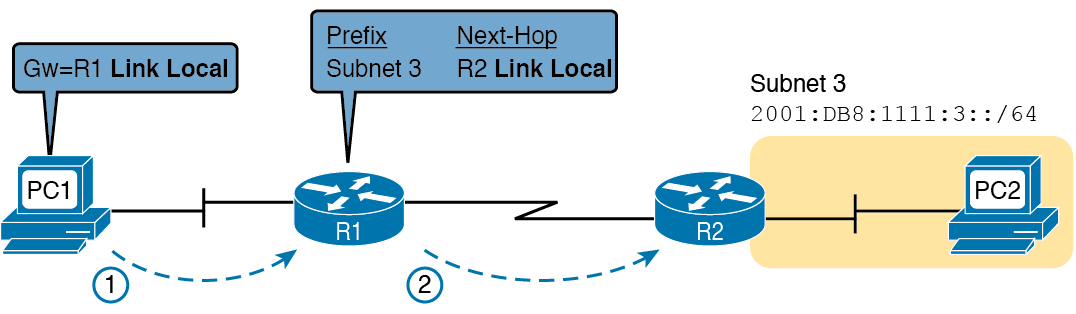 Gw=R1 Link Local
Prefix Next-Hop
Subnet 3 R2 Link Local
Subnet 3
2001:DB8:1111:3::/64
PC1
R1
R2
PC2
1
2